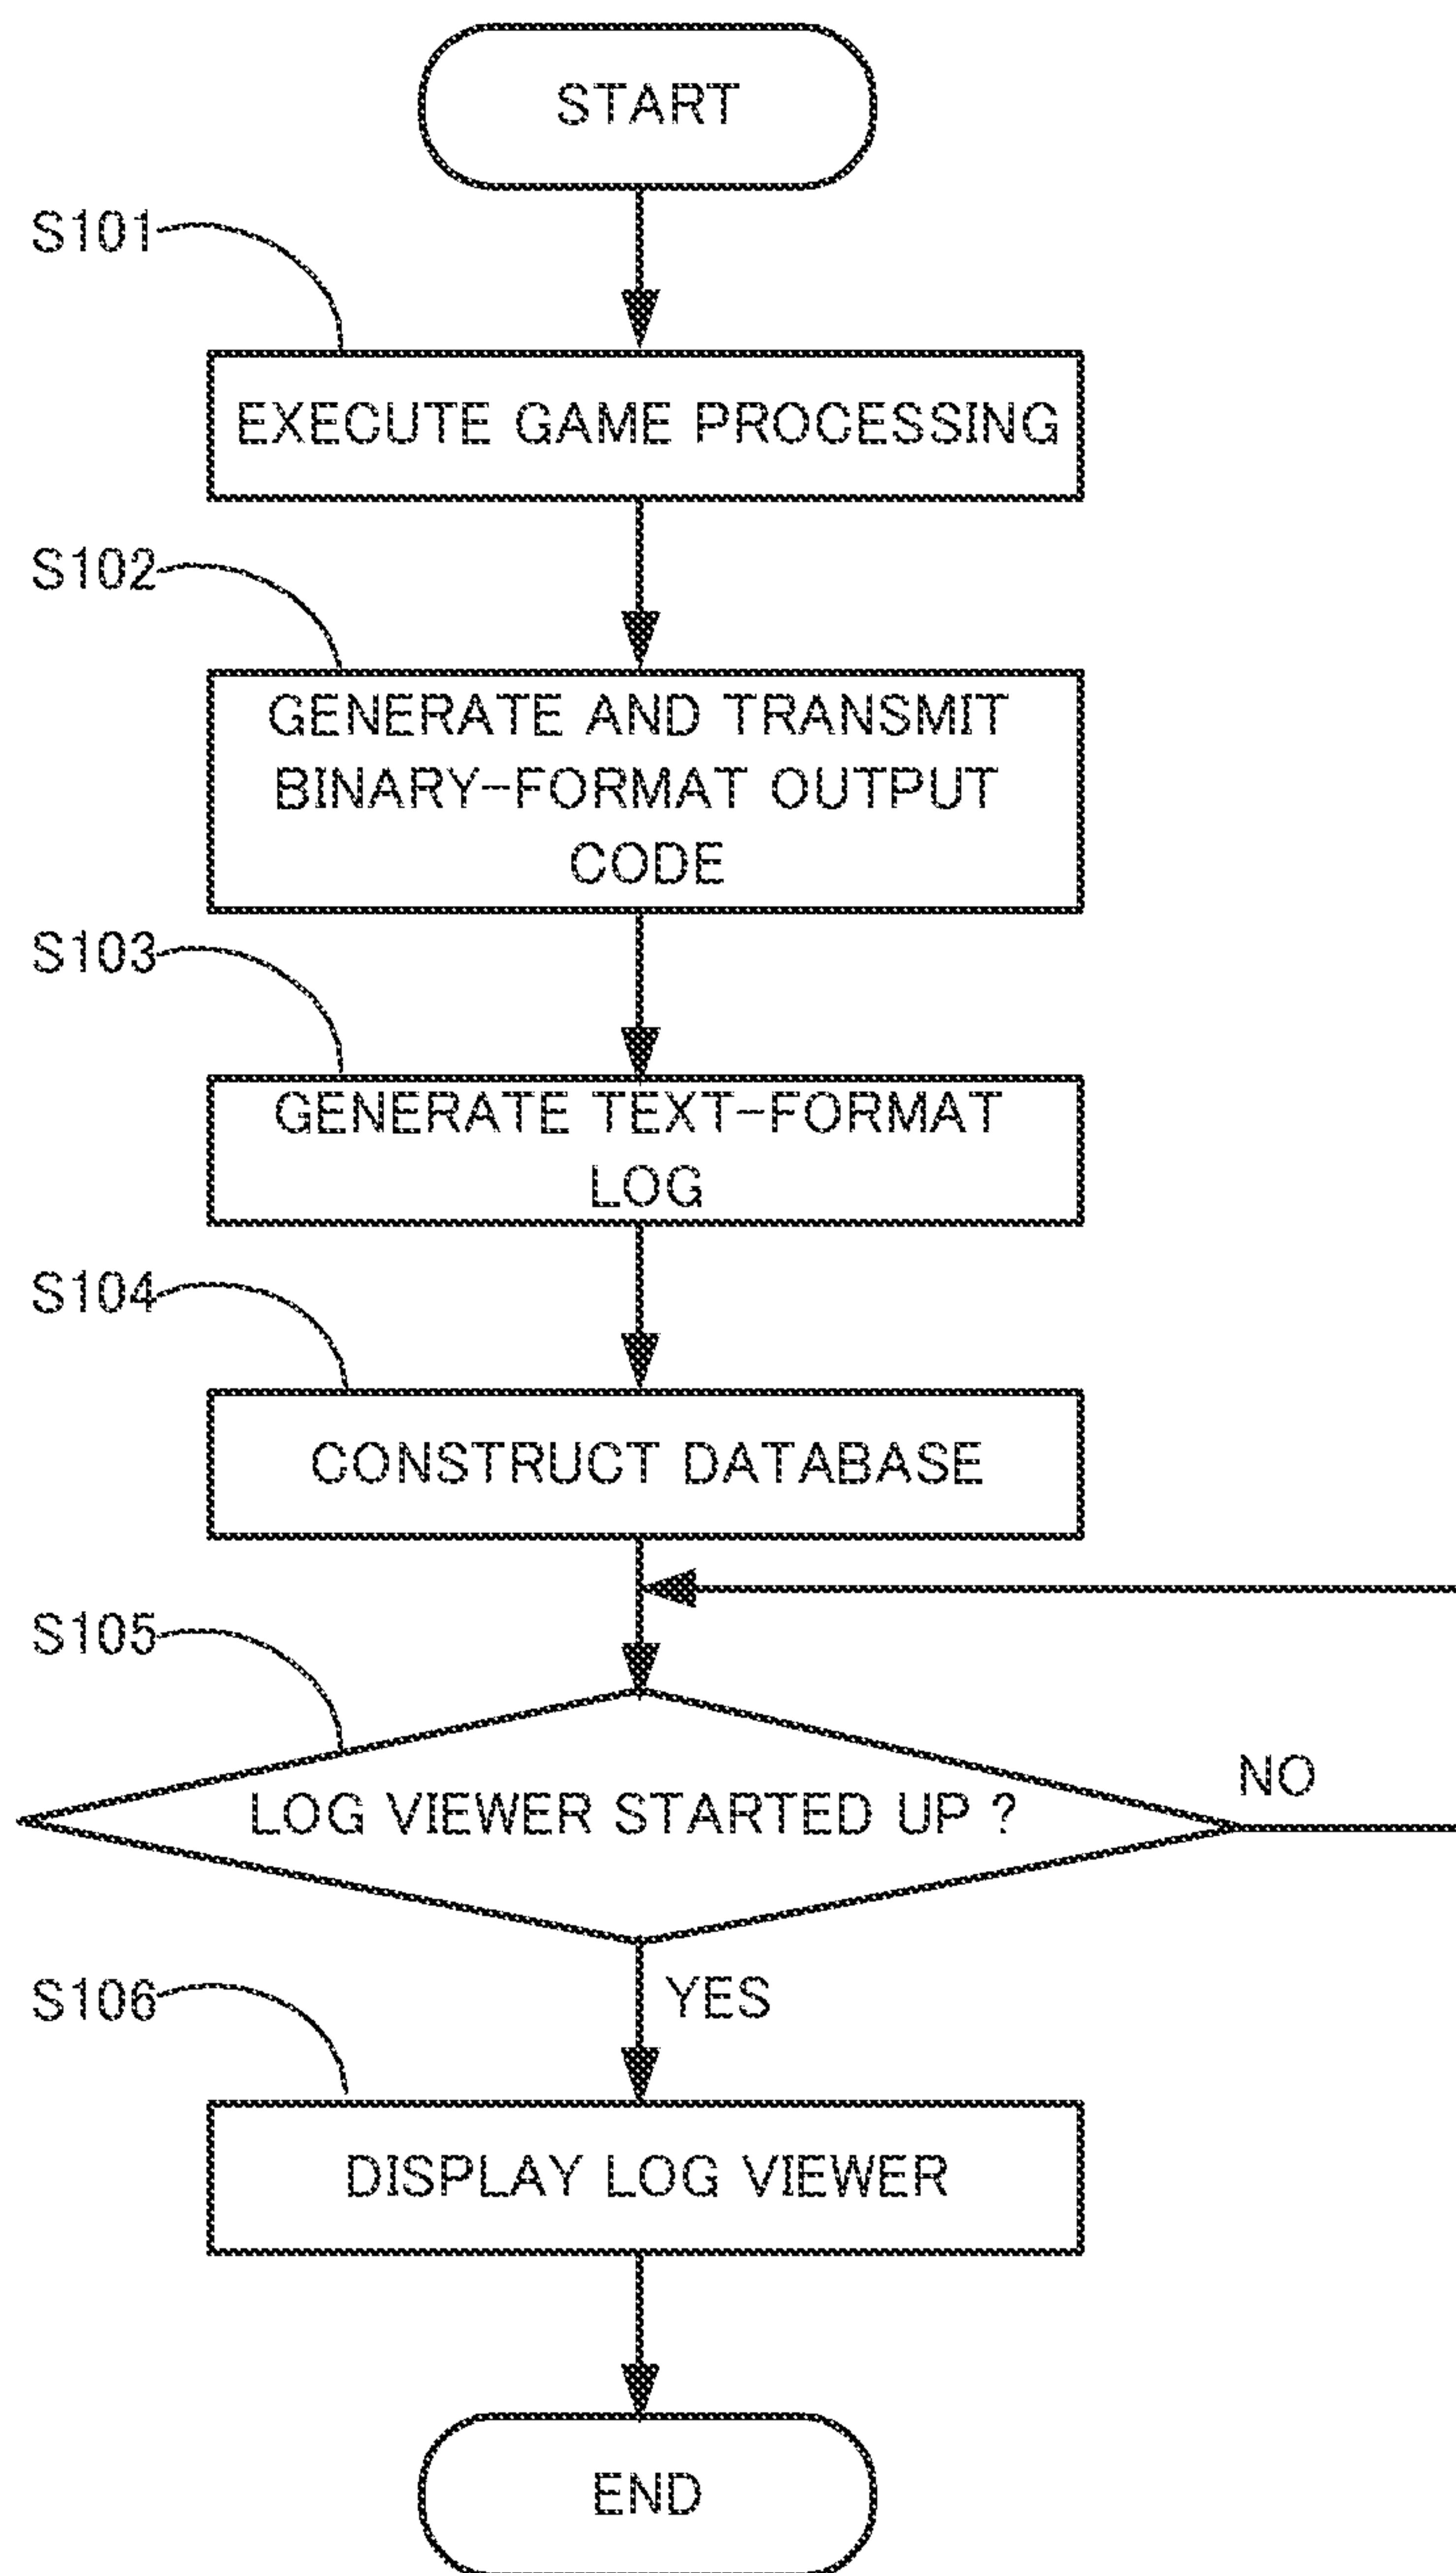 START
S101
EXECUTE GAME PROCESSING
S102
GENERATE AND TRANSMIT
BINARY-FORMAT OUTPUT
CODE
S103
GENERATE TEXT-FORMAT
LOG
S104
CONSTRUCT DATABASE
S105
LOG VIEWER STARTED UP ?
NO
YES
S106
DISPLAY LOG VIEWER
END